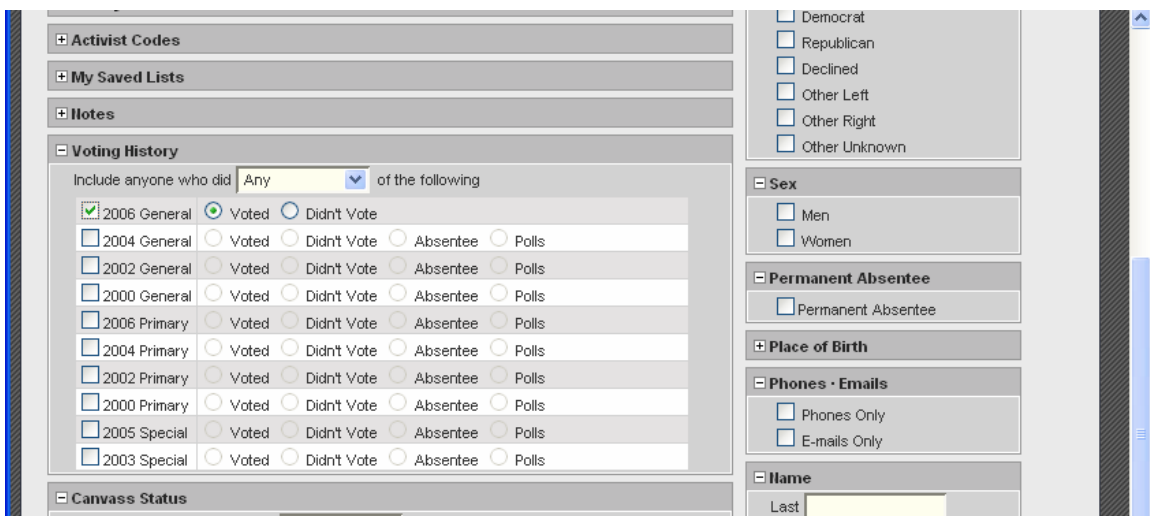 Activist Codes
My Saved Lists
Notes
Voting History
Include anyone who did Any of the following
2006 General Voted Didn't Vote
2004 General Voted Didn't Vote Absentee Polls
2002 General Voted Didn't Vote Absentee Polls
2000 General Voted Didn't Vote Absentee Polls
2006 Primary Voted Didn't Vote Absentee Polls
2004 Primary Voted Didn't Vote Absentee Polls
2002 Primary Voted Didn't Vote Absentee Polls
2000 Primary Voted Didn't Vote Absentee Polls
2005 Special Voted Didn't Vote Absentee Polls
2003 Special Voted Didn't Vote Absentee Polls
Canvass Status
Democrat
Republican
Declined
Other Left
Other Right
Other Unknown
Sex
Men
Women
Permanent Absentee
Permanent Absentee
Place of Birth
Phones · Emails
Phones Only
E-mails Only
Name
Last